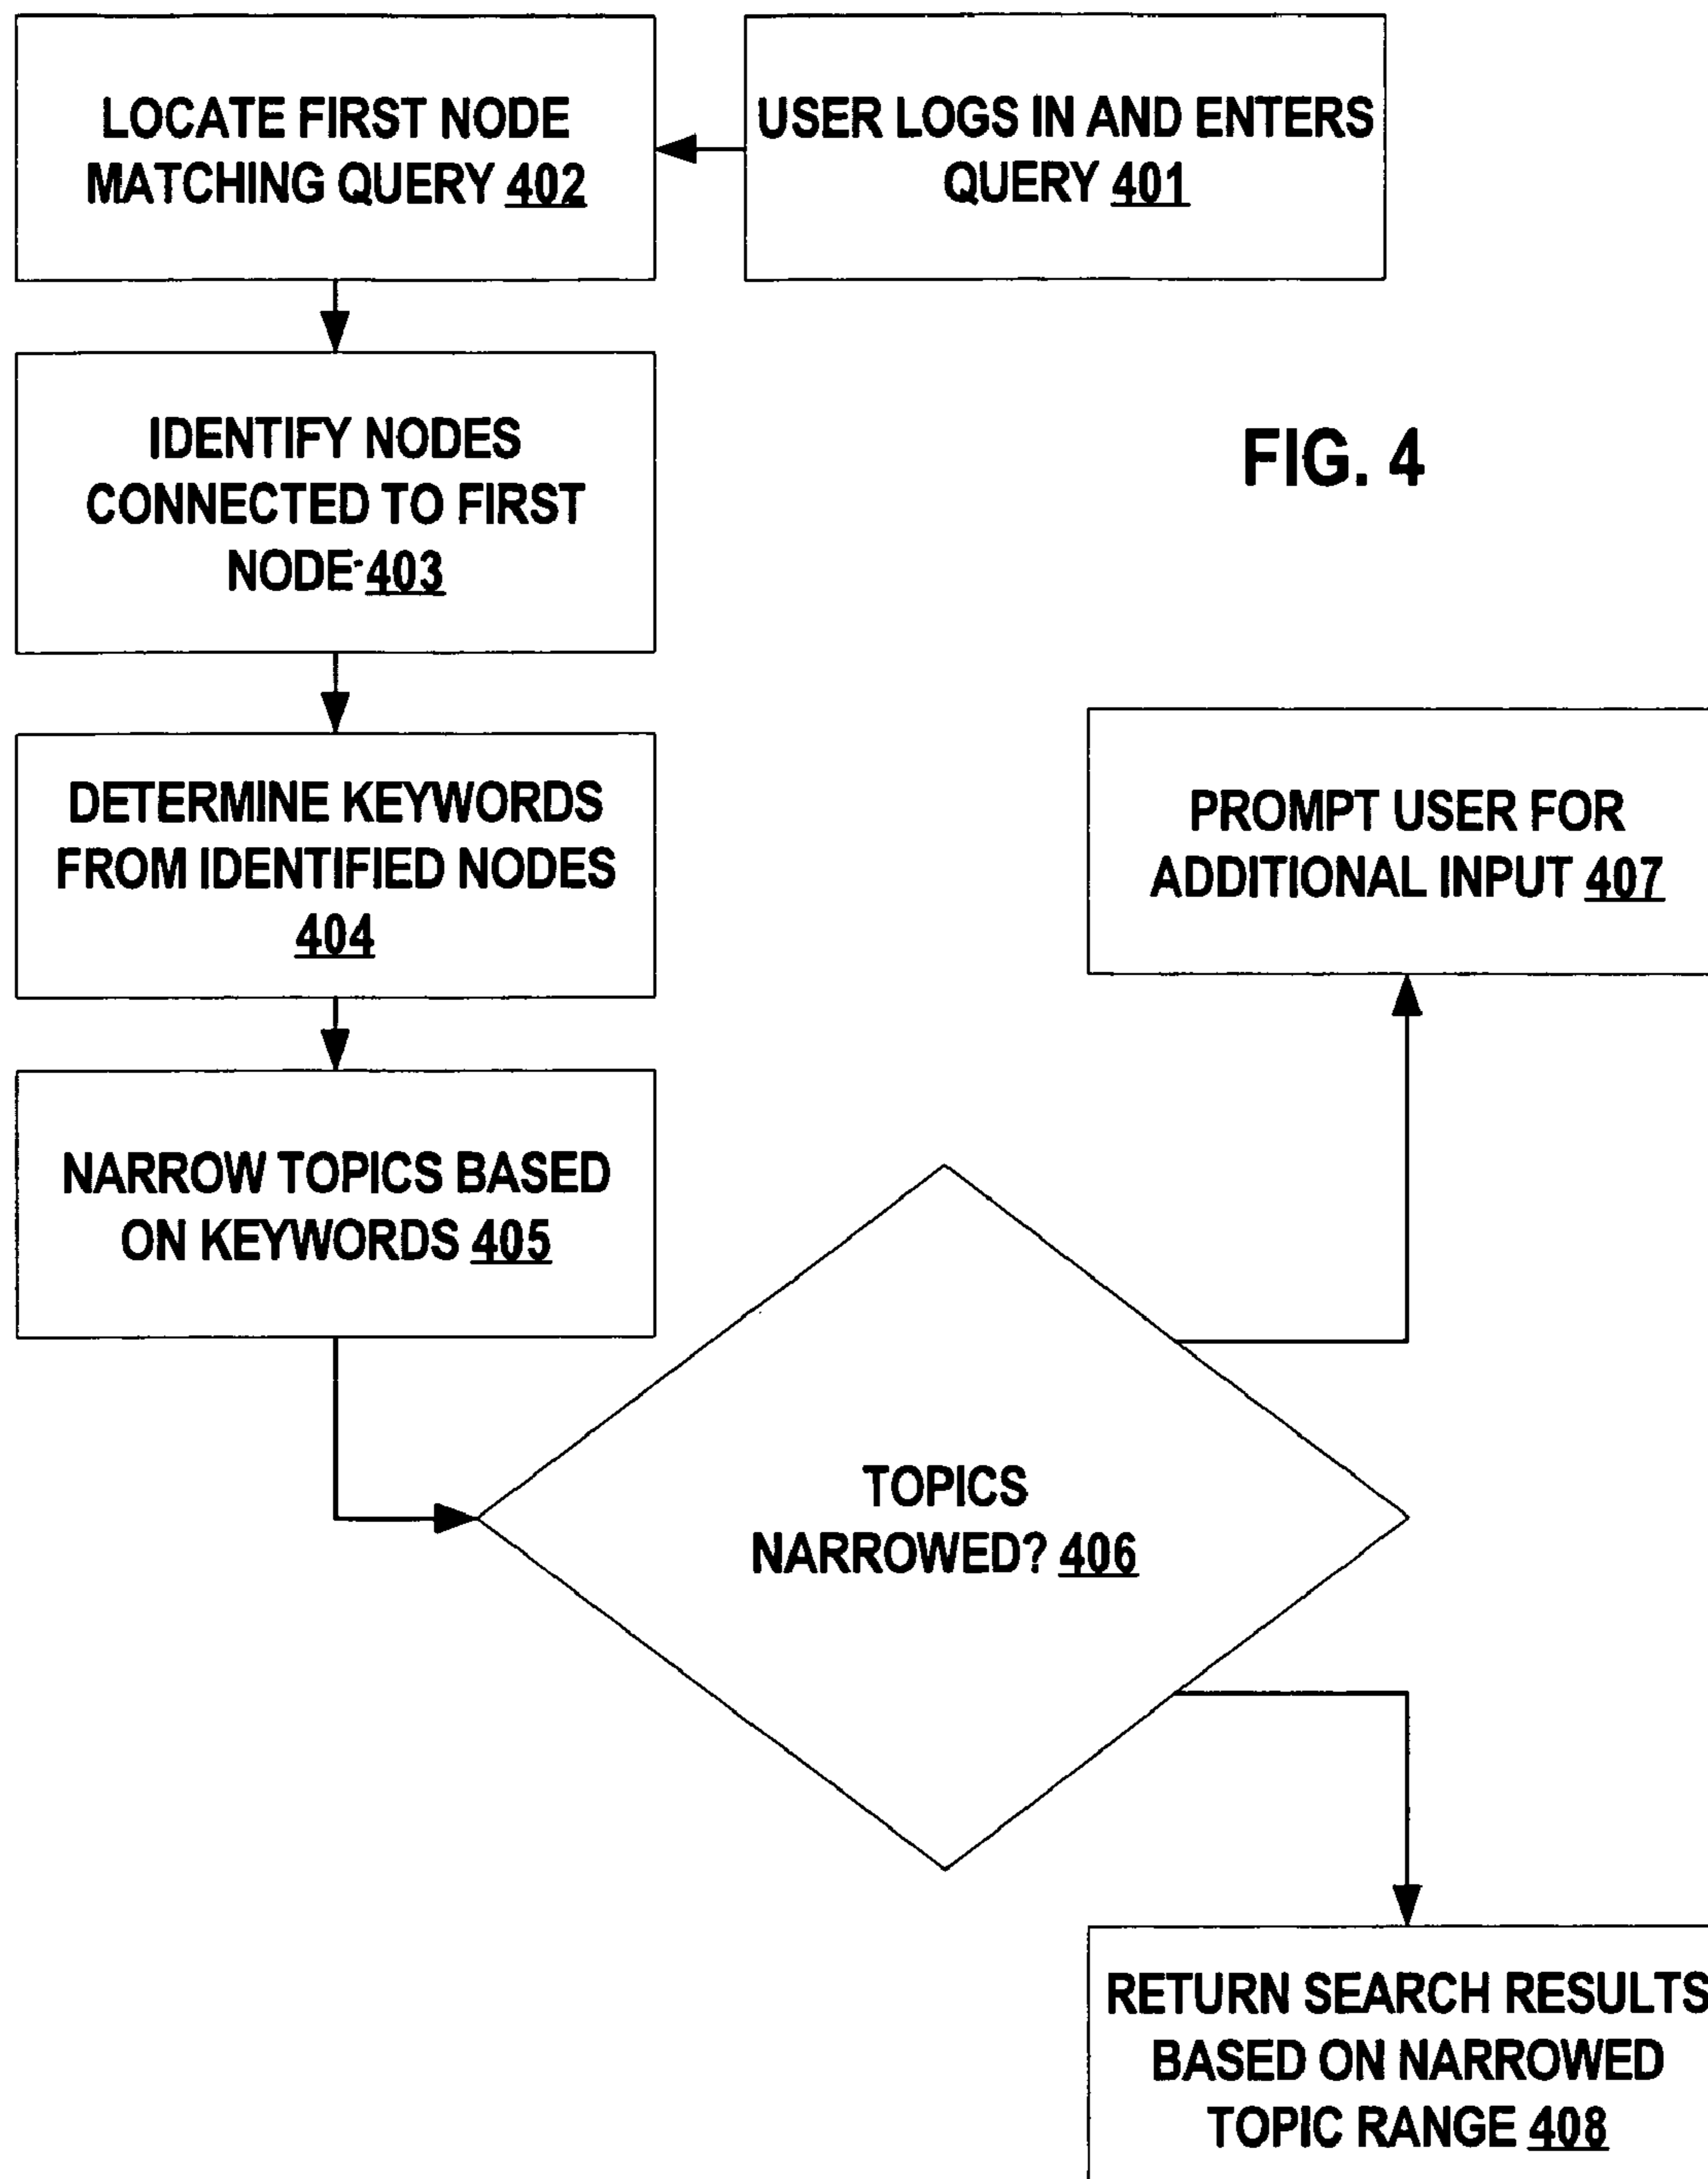 USER LOGS IN AND ENTERS
QUERY 401
LOCATE FIRST NODE
MATCHING QUERY 402
IDENTIFY NODES
CONNECTED TO FIRST
NODE 403
FIG. 4
DETERMINE KEYWORDS
FROM IDENTIFIED NODES
404
NARROW TOPICS BASED
ON KEYWORDS 405
TOPICS
NARROWED? 406
PROMPT USER FOR
ADDITIONAL INPUT 407
RETURN SEARCH RESULTS
BASED ON NARROWED
TOPIC RANGE 408